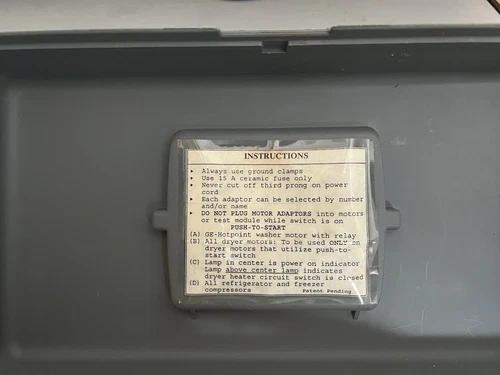 INSTRUCTIONS
▸ Always use ground clamps
▸ Use 15 A ceramic fuse only
▸ Never cut off third prong on power
cord
▸ Each adaptor can be selected by number
and/or name
▸ DO NOT PLUG MOTOR ADAPTORS into motors
or test module while switch is on
PUSH-TO-START
(A) GE-Hotpoint washer motor with relay
(B) All dryer motors: To be used ONLY on
dryer motors that utilize push-to-
start switch
(C) Lamp in center is power on indicator
Lamp above center lamp indicates
dryer heater circuit switch is closed
(D) All refrigerator and freezer
compressors Patent Pending